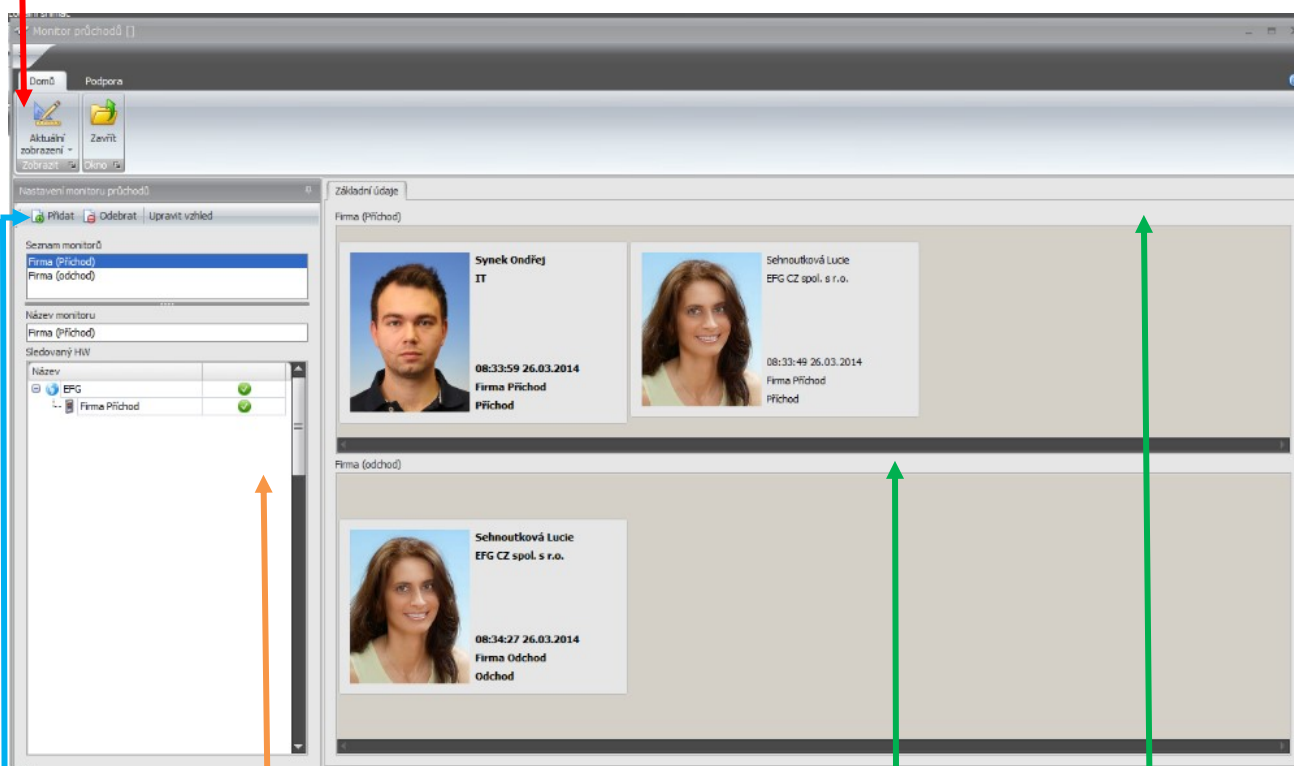 Monitor průchodů []
Domů Podpora
Aktuální zobrazení
Zavřít
Zobrazit Okno
Nastavení monitoru průchodů
Základní údaje
Přidat Odebrat Upravit vzhled
Firma (Příchod)
Seznam monitorů
Firma (Příchod)
Firma (odchod)
Název monitoru
Firma (Příchod)
Sledovaný HW
Název
EFG
Firma Příchod
Synek Ondřej
IT
08:33:59 26.03.2014
Firma Příchod
Příchod
Sehnoutková Lucie
EFG CZ spol. s r.o.
08:33:49 26.03.2014
Firma Příchod
Příchod
Firma (odchod)
Sehnoutková Lucie
EFG CZ spol. s r.o.
08:34:27 26.03.2014
Firma Odchod
Odchod